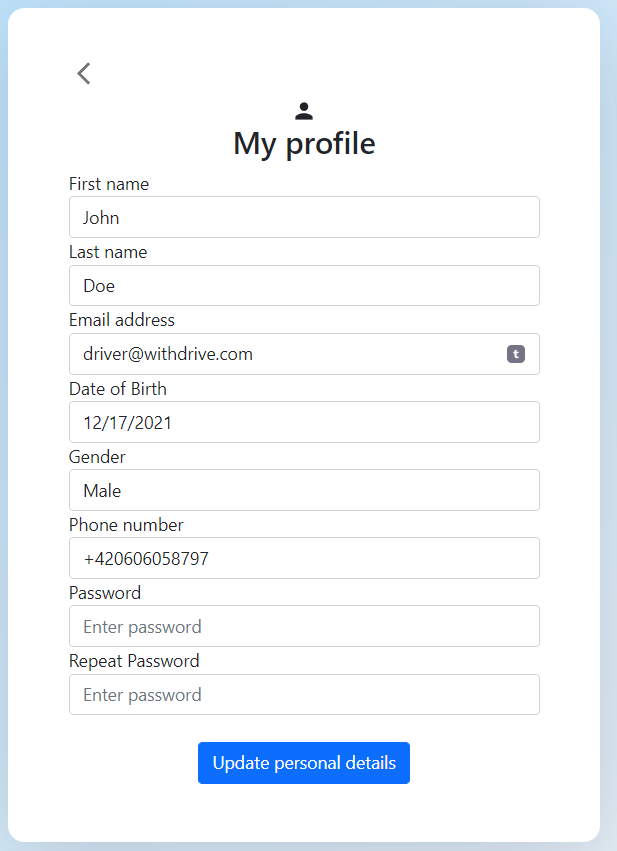 My profile
First name
John
Last name
Doe
Email address
driver@withdrive.com
t
Date of Birth
12/17/2021
Gender
Male
Phone number
+420606058797
Password
Enter password
Repeat Password
Enter password
Update personal details